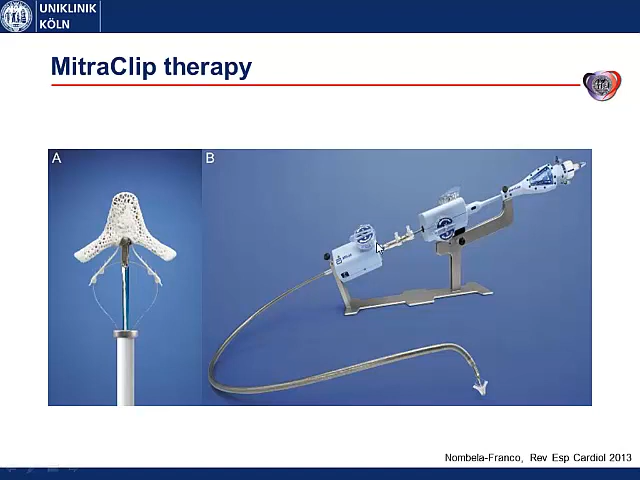 UNIKLINIK
KÖLN
MitraClip therapy
A
B
Nombela-Franco, Rev Esp Cardiol 2013